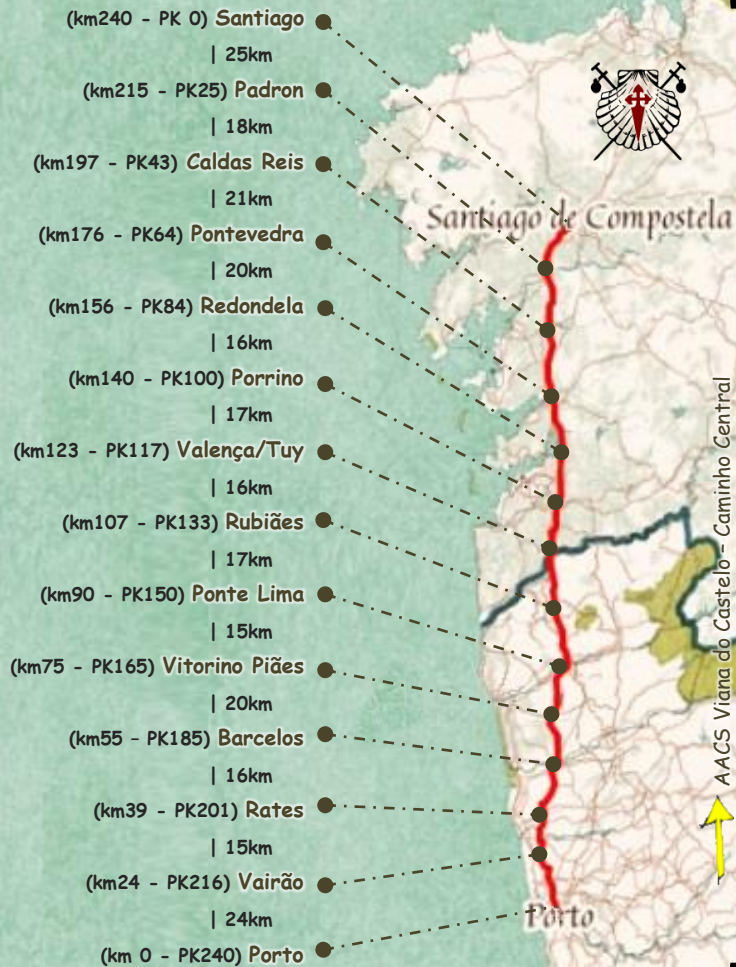 (km240 - PK 0) Santiago
| 25km
(km215 - PK25) Padron
| 18km
(km197 - PK43) Caldas Reis
| 21km
(km176 - PK64) Pontevedra
| 20km
(km156 - PK84) Redondela
| 16km
(km140 - PK100) Porrino
| 17km
(km123 - PK117) Valença/Tuy
| 16km
(km107 - PK133) Rubiães
| 17km
(km90 - PK150) Ponte Lima
| 15km
(km75 - PK165) Vitorino Piães
| 20km
(km55 - PK185) Barcelos
| 16km
(km39 - PK201) Rates
| 15km
(km24 - PK216) Vairão
| 24km
(km 0 - PK240) Porto
Santiago de Compostela
Porto
AACS Viana do Castelo - Caminho Central